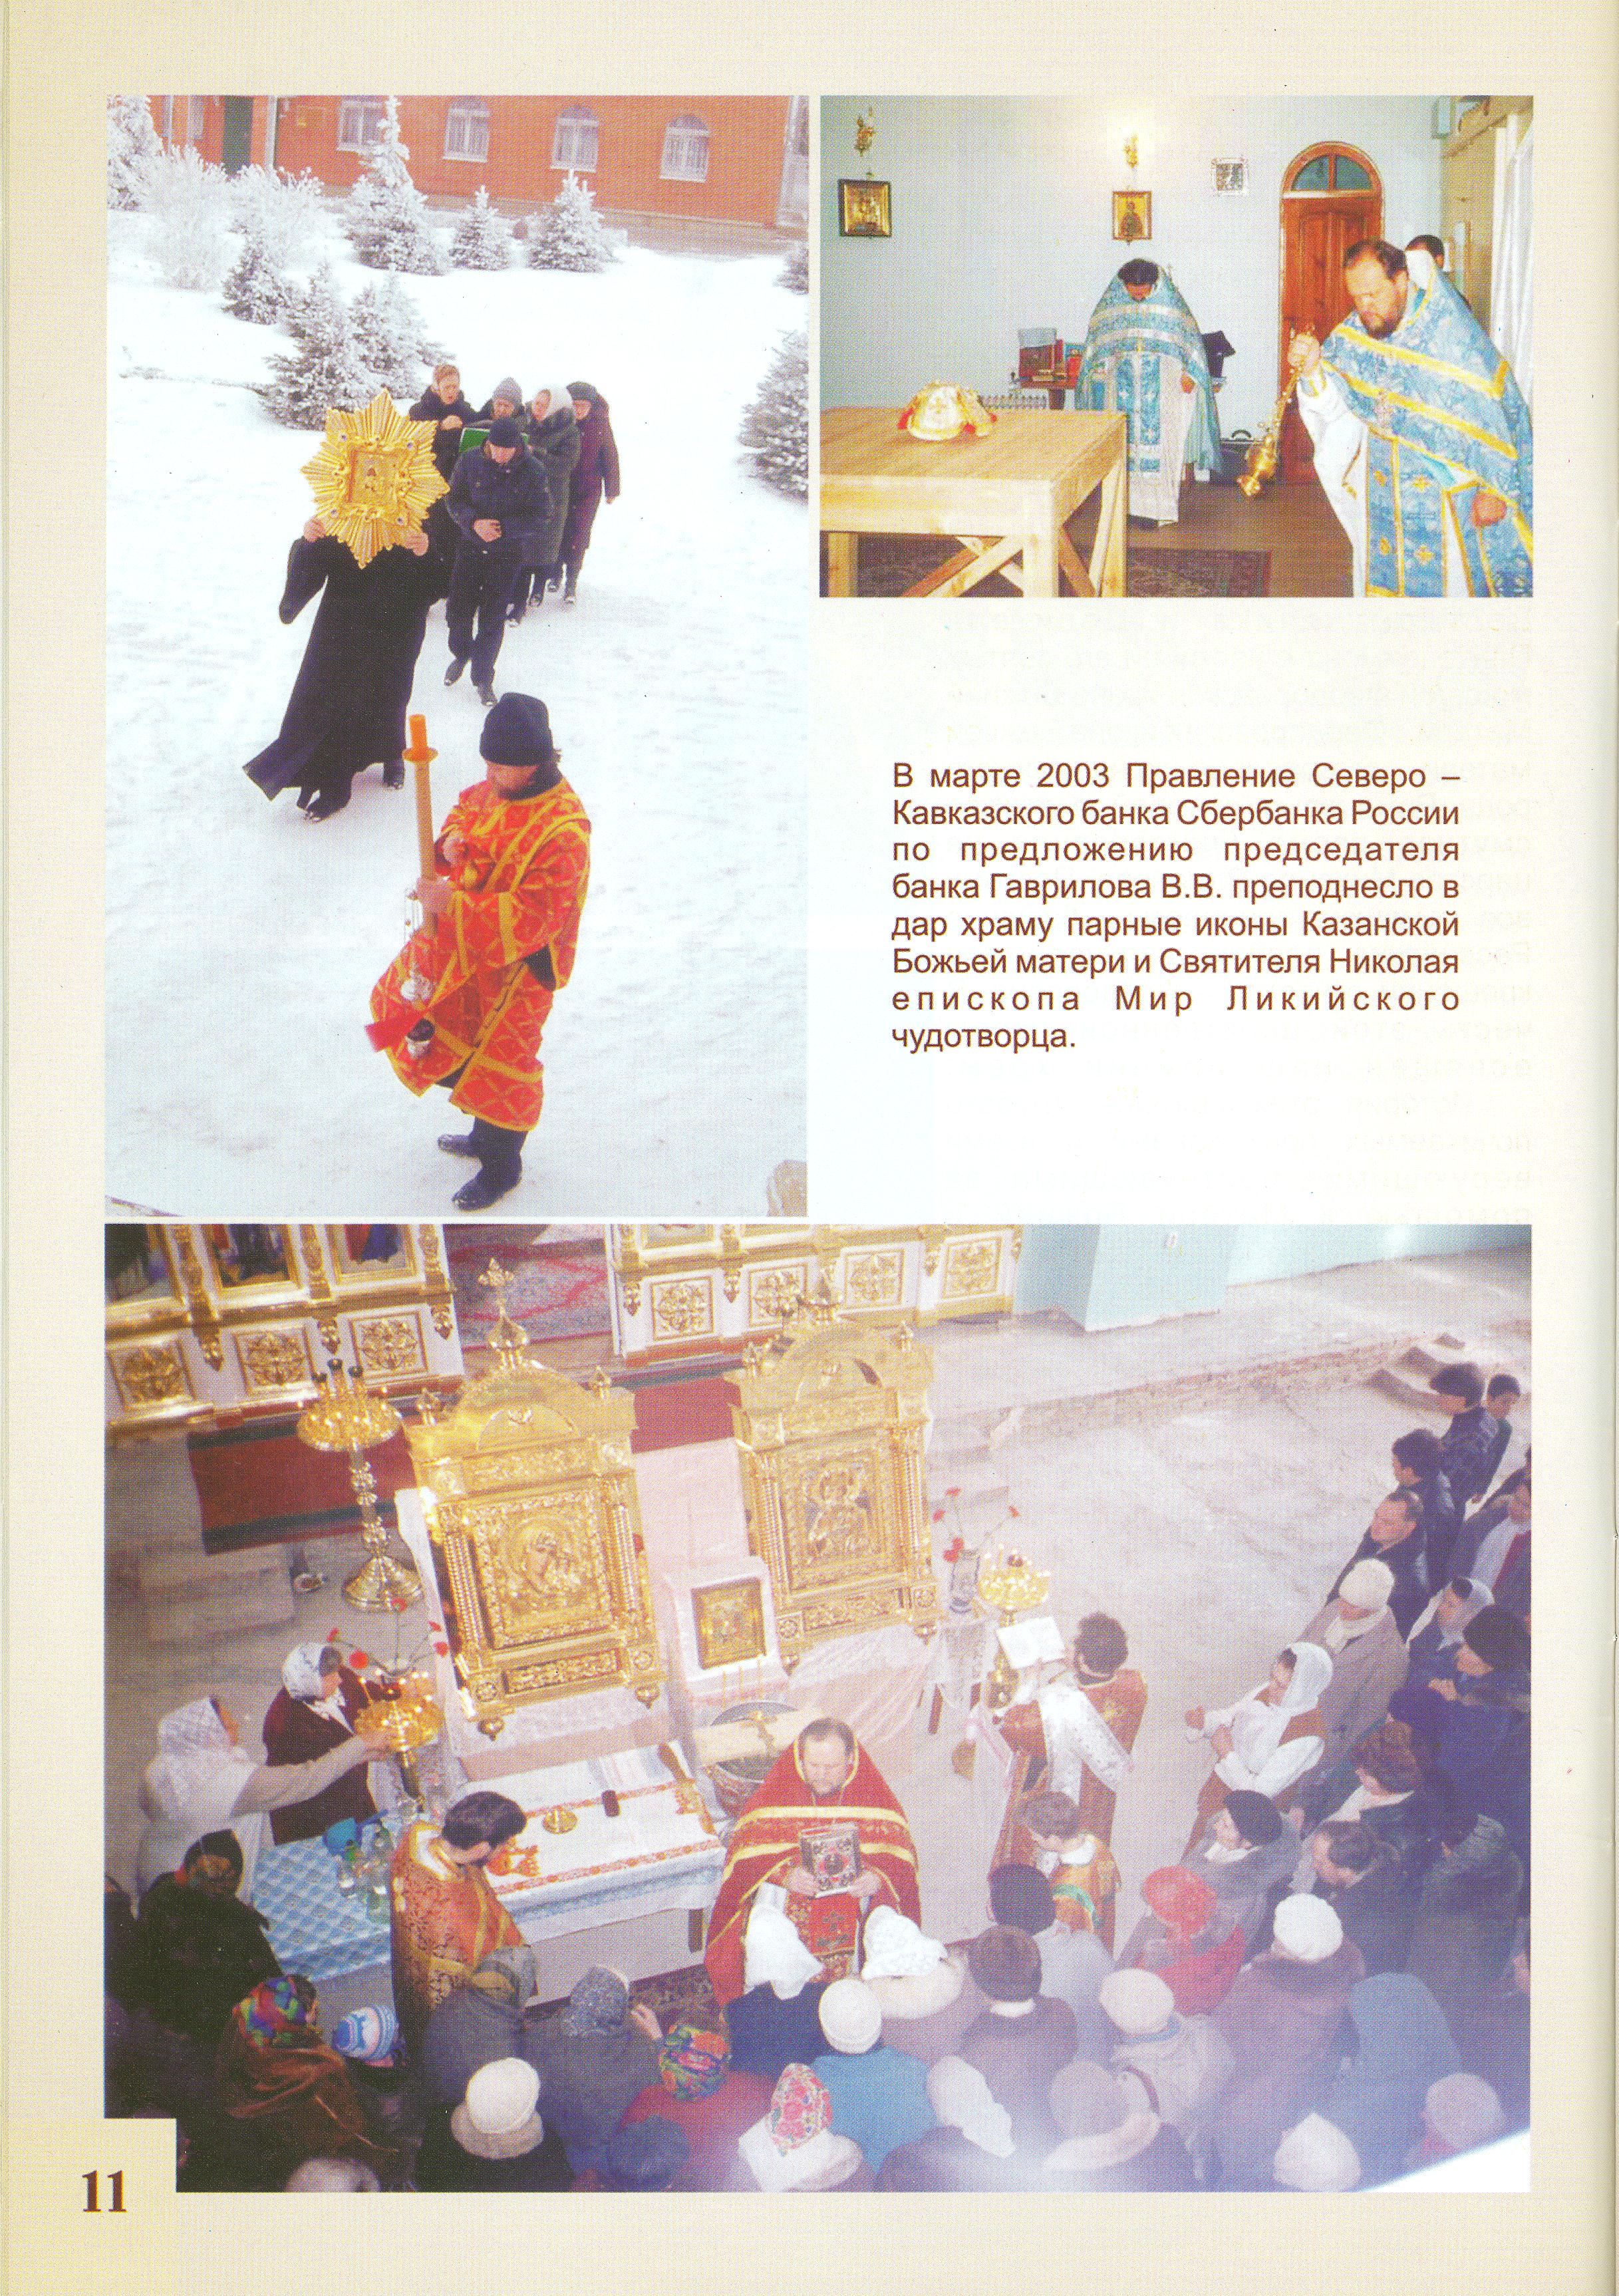 В марте 2003 Правление Северо –
Кавказского банка Сбербанка России
по предложению председателя
банка Гаврилова В.В. преподнесло в
дар храму парные иконы Казанской
Божьей матери и Святителя Николая
епископа Мир Ликийского
чудотворца.
11